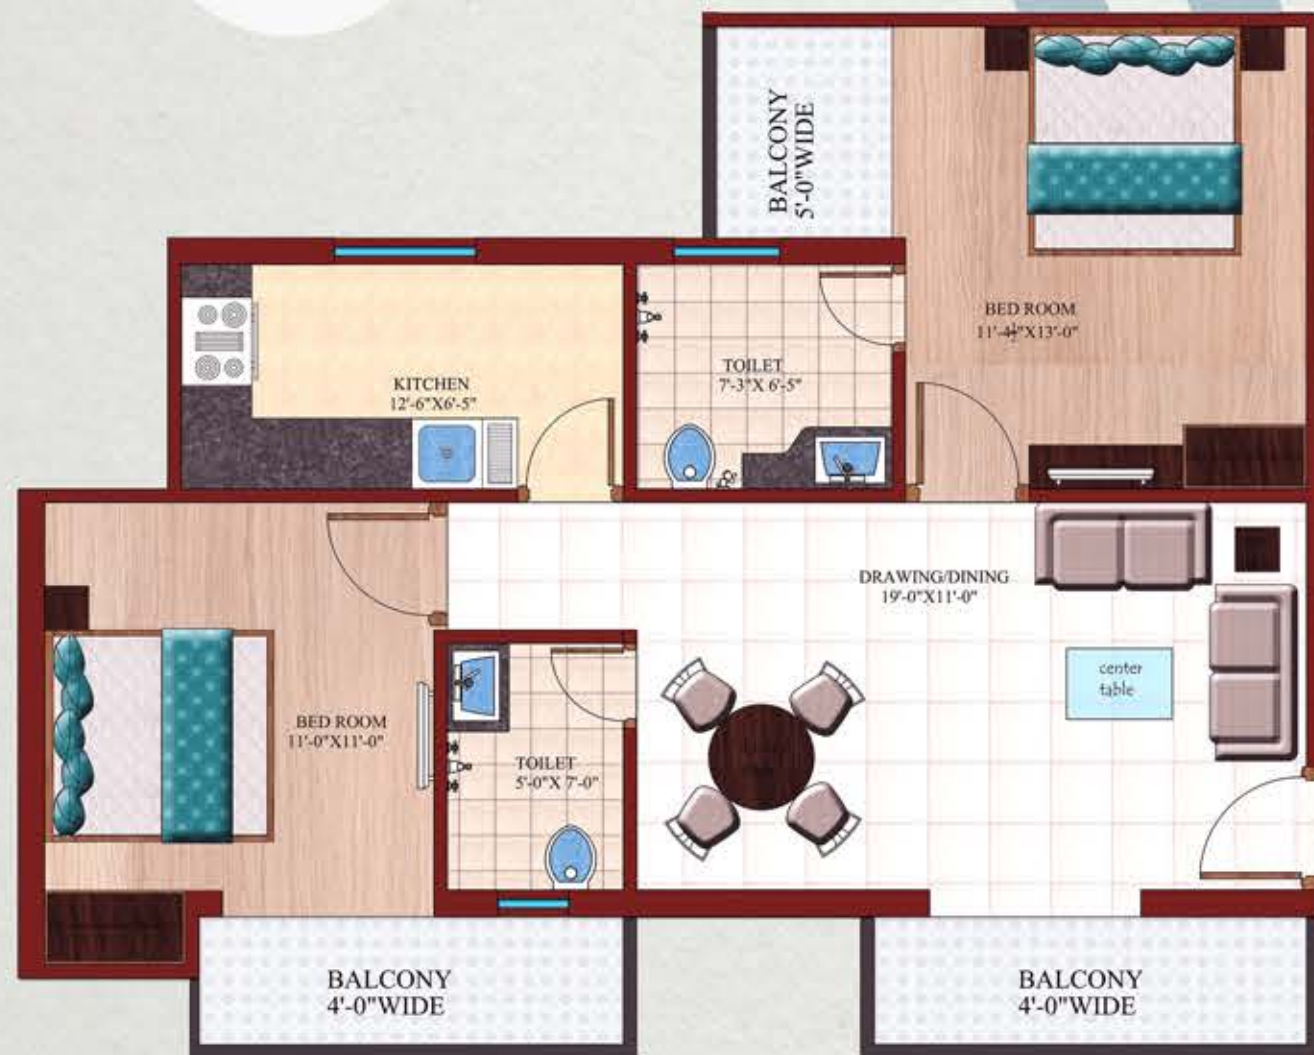 BALCONY
5'-0"WIDE
BED ROOM
11'-4½"X13'-0"
KITCHEN
12'-6"X6'-5"
TOILET
7'-3"X 6'-5"
DRAWING/DINING
19'-0"X11'-0"
center
table
BED ROOM
11'-0"X11'-0"
TOILET
5'-0"X 7'-0"
BALCONY
4'-0"WIDE
BALCONY
4'-0"WIDE